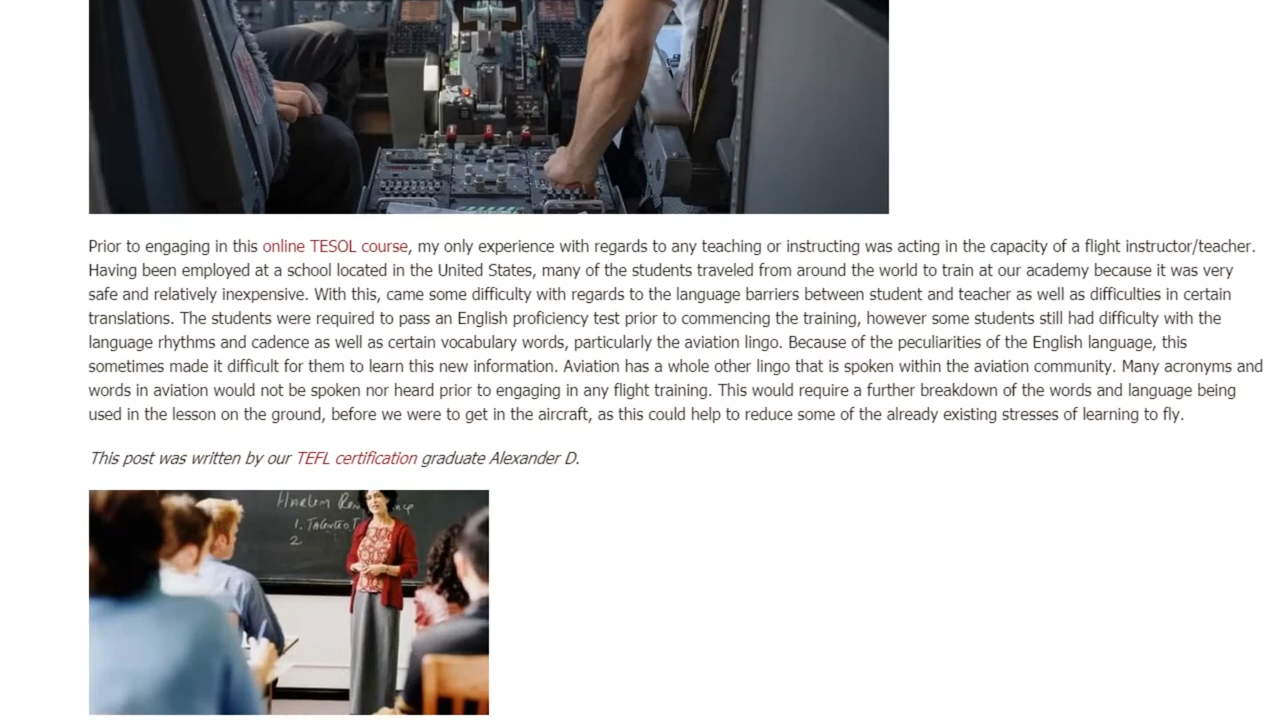 Prior to engaging in this online TESOL course, my only experience with regards to any teaching or instructing was acting in the capacity of a flight instructor/teacher.
Having been employed at a school located in the United States, many of the students traveled from around the world to train at our academy because it was very
safe and relatively inexpensive. With this, came some difficulty with regards to the language barriers between student and teacher as well as difficulties in certain
translations. The students were required to pass an English proficiency test prior to commencing the training, however some students still had difficulty with the
language rhythms and cadence as well as certain vocabulary words, particularly the aviation lingo. Because of the peculiarities of the English language, this
sometimes made it difficult for them to learn this new information. Aviation has a whole other lingo that is spoken within the aviation community. Many acronyms and
words in aviation would not be spoken nor heard prior to engaging in any flight training. This would require a further breakdown of the words and language being
used in the lesson on the ground, before we were to get in the aircraft, as this could help to reduce some of the already existing stresses of learning to fly.
This post was written by our TEFL certification graduate Alexander D.
Harlem
1.
2.